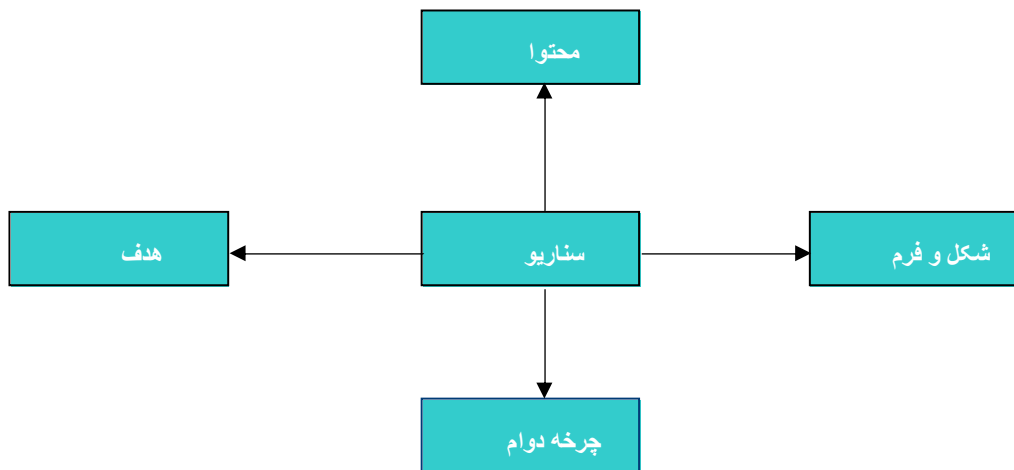 محتوا
شکل و فرم
سناریو
هدف
چرخه دوام